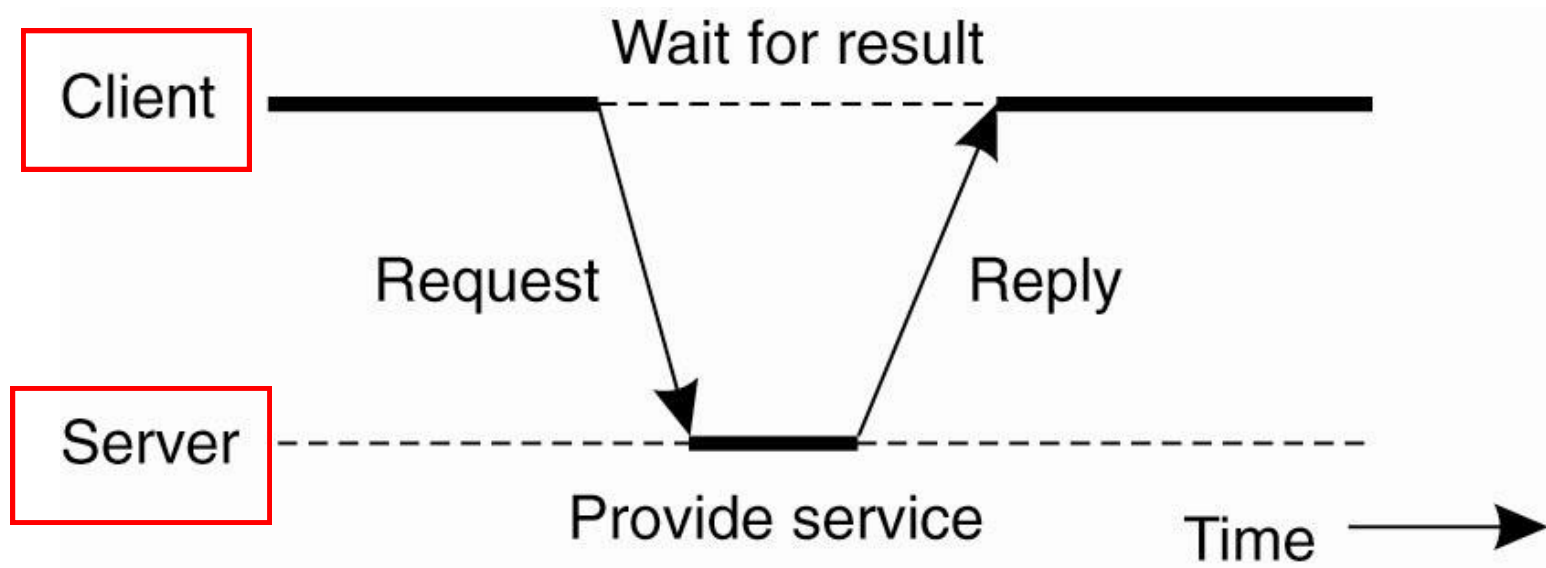 Wait for result
Client
Request
Reply
Server
Provide service
Time